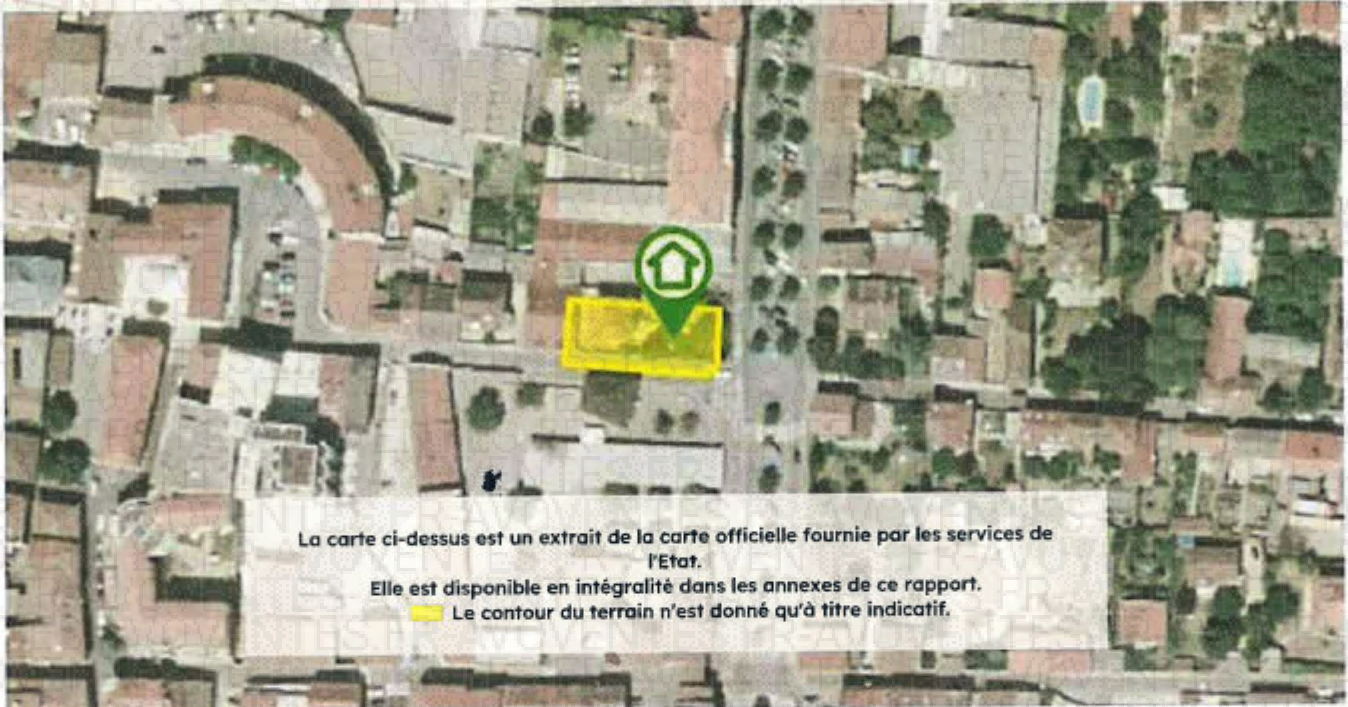 La carte ci-dessus est un extrait de la carte officielle fournie par les services de
l'Etat.
Elle est disponible en intégralité dans les annexes de ce rapport.
Le contour du terrain n'est donné qu'à titre indicatif.